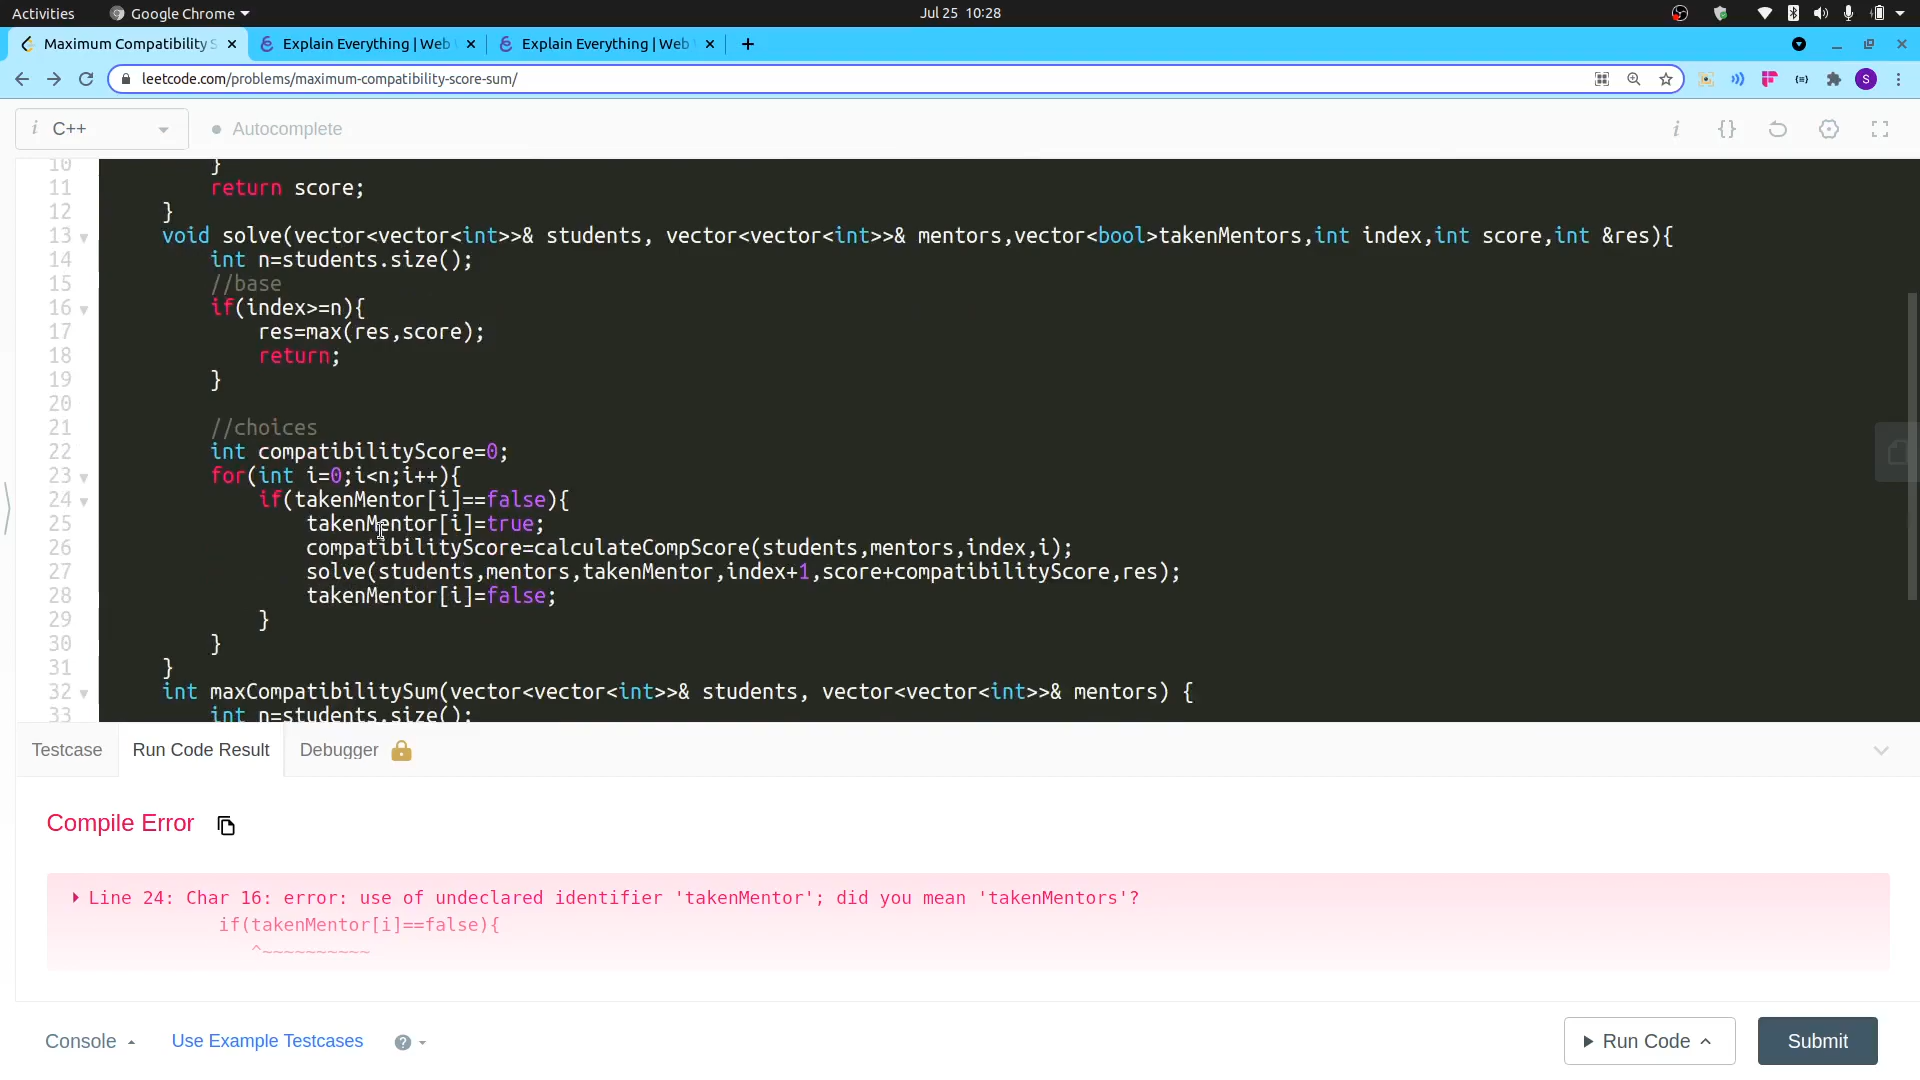 Activities Google Chrome Jul 25 10:28
Maximum Compatibility S Explain Everything | Web Explain Everything | Web
leetcode.com/problems/maximum-compatibility-score-sum/ S
i C++ Autocomplete i {}
10 }
11 return score;
12 }
13 void solve(vector<vector<int>>& students, vector<vector<int>>& mentors,vector<bool>takenMentors,int index,int score,int &res){
14 int n=students.size();
15 //base
16 if(index>=n){
17 res=max(res,score);
18 return;
19 }
20
21 //choices
22 int compatibilityScore=0;
23 for(int i=0;i<n;i++){
24 if(takenMentor[i]==false){
25 takenMentor[i]=true;
26 compatibilityScore=calculateCompScore(students,mentors,index,i);
27 solve(students,mentors,takenMentor,index+1,score+compatibilityScore,res);
28 takenMentor[i]=false;
29 }
30 }
31 }
32 int maxCompatibilitySum(vector<vector<int>>& students, vector<vector<int>>& mentors) {
33 int n=students.size();
Testcase Run Code Result Debugger
Compile Error
Line 24: Char 16: error: use of undeclared identifier 'takenMentor'; did you mean 'takenMentors'?
if(takenMentor[i]==false){
^~~~~~~~~~~
Console Use Example Testcases ? Run Code Submit